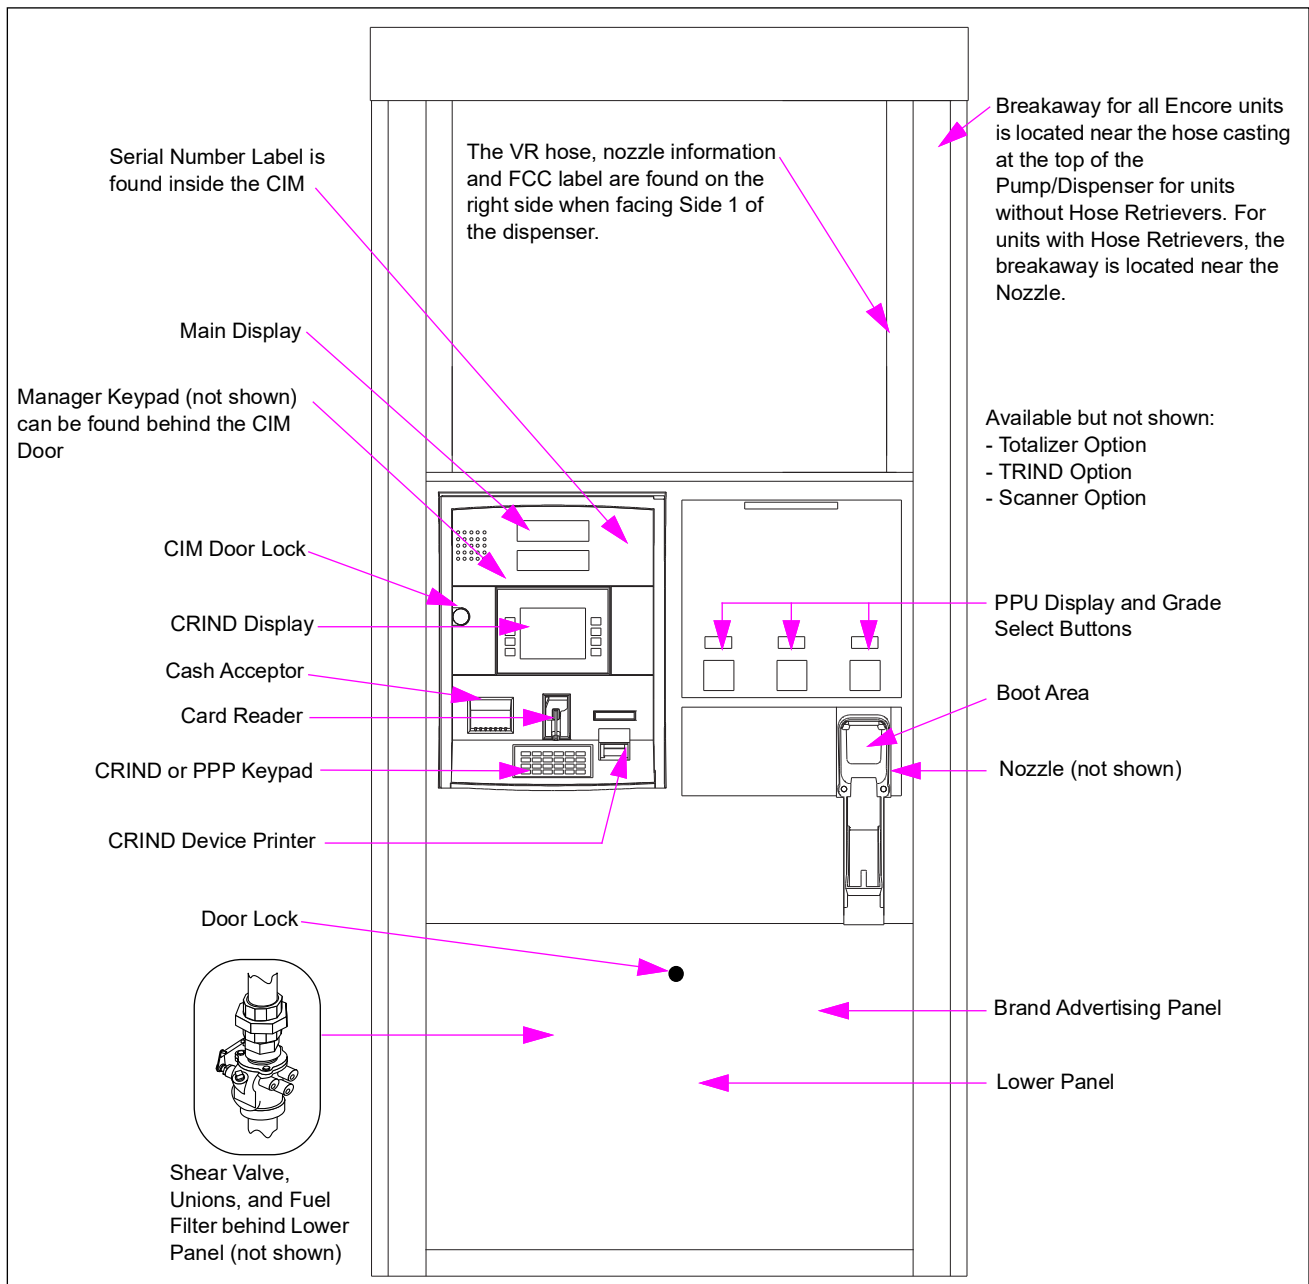 Serial Number Label is
found inside the CIM
The VR hose, nozzle information
and FCC label are found on the
right side when facing Side 1 of
the dispenser.
Breakaway for all Encore units
is located near the hose casting
at the top of the
Pump/Dispenser for units
without Hose Retrievers. For
units with Hose Retrievers, the
breakaway is located near the
Nozzle.
Main Display
Manager Keypad (not shown)
can be found behind the CIM
Door
Available but not shown:
- Totalizer Option
- TRIND Option
- Scanner Option
CIM Door Lock
CRIND Display
Cash Acceptor
Card Reader
CRIND or PPP Keypad
CRIND Device Printer
PPU Display and Grade
Select Buttons
Boot Area
Nozzle (not shown)
Door Lock
Brand Advertising Panel
Lower Panel
Shear Valve,
Unions, and Fuel
Filter behind Lower
Panel (not shown)